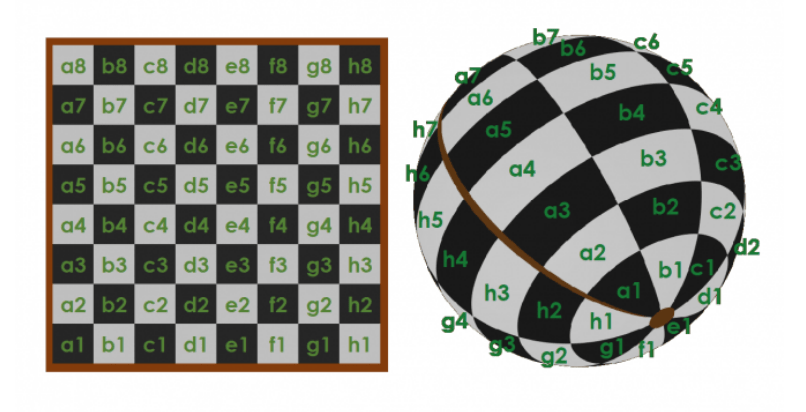 a8 b8 c8 d8 e8 f8 g8 h8
a7 b7 c7 d7 e7 f7 g7 h7
a6 b6 c6 d6 e6 f6 g6 h6
a5 b5 c5 d5 e5 f5 g5 h5
a4 b4 c4 d4 e4 f4 g4 h4
a3 b3 c3 d3 e3 f3 g3 h3
a2 b2 c2 d2 e2 f2 g2 h2
a1 b1 c1 d1 e1 f1 g1 h1
b7 b6 c6
a7 b5 c5
a6 c4
h7 a5 b4
h6 a4 b3 c3
h5 a3 b2 c2
h4 a2 b1 c1 d2
h3 a1 d1
g4 h2 h1 e1
g3 g2 g1 f1